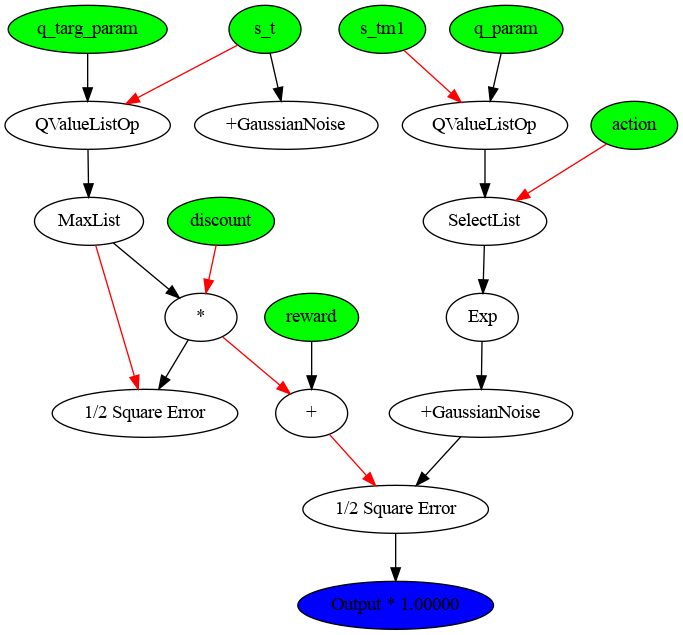 q_targ_param
s_t
s_tm1
q_param
QValueListOp
+GaussianNoise
QValueListOp
action
MaxList
discount
SelectList
*
reward
Exp
1/2 Square Error
+
+GaussianNoise
1/2 Square Error
Output * 1.00000